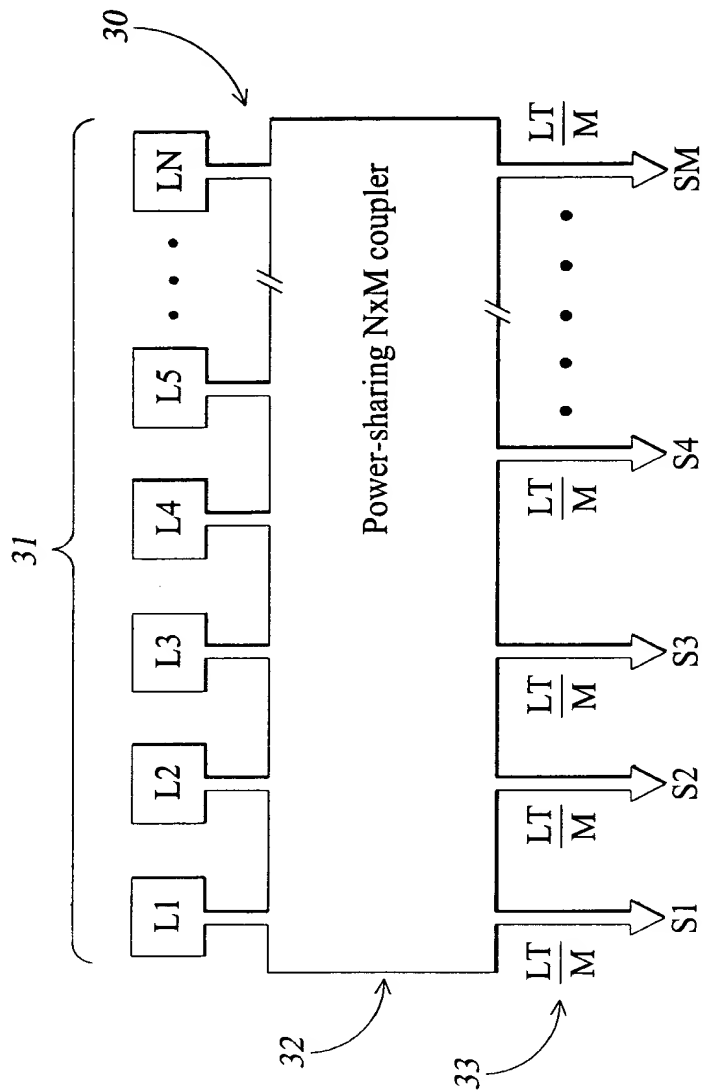 31
30
L1 L2 L3 L4 L5 LN
Power-sharing NxM coupler
32
33
LT
M
LT
M
LT
M
LT
M
LT
M
S1 S2 S3 S4 SM